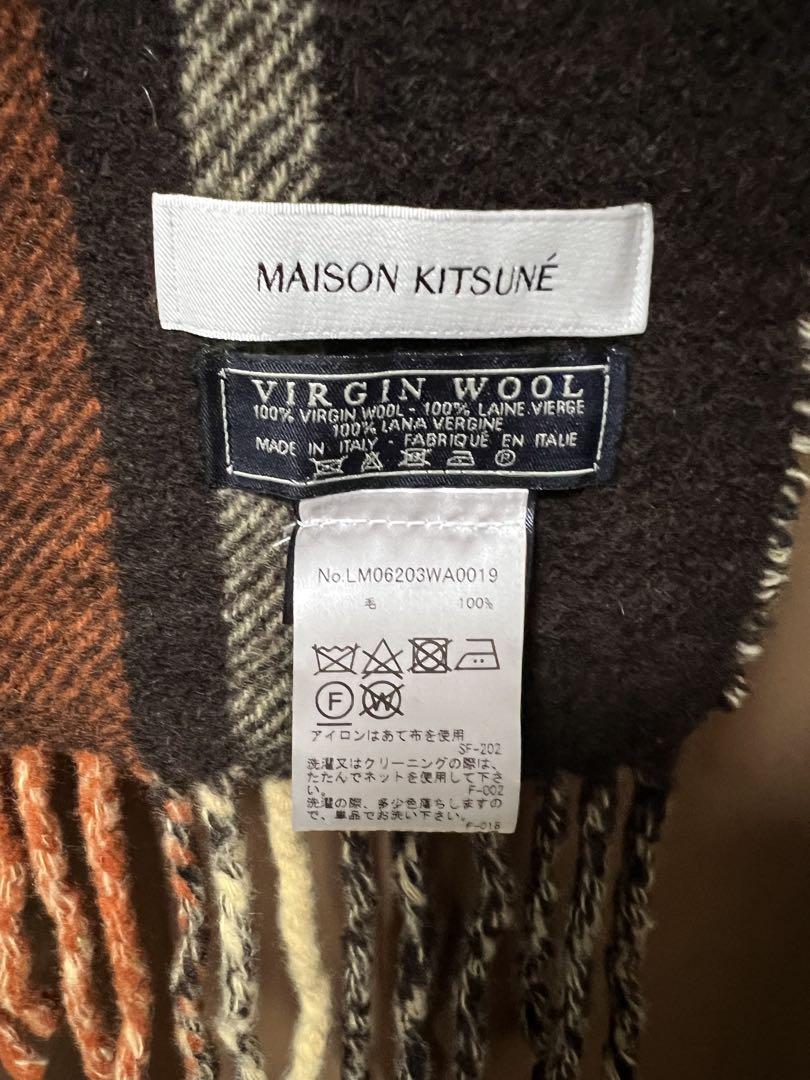 MAISON KITSUNÉ
VIRGIN WOOL
100% VIRGIN WOOL - 100% LAINE VIERGE
100% LANA VERGINE
MADE IN ITALY - FABRIQUÉ EN ITALIE
P
No.LM06203WA0019
毛 100%
F W
アイロンはあて布を使用
SF-202
洗濯又はクリーニングの際は、
たたんでネットを使用して下さ
い。 F-002
洗濯の際、多少色落ちしますの
で、単品でお洗い下さい。
F-018